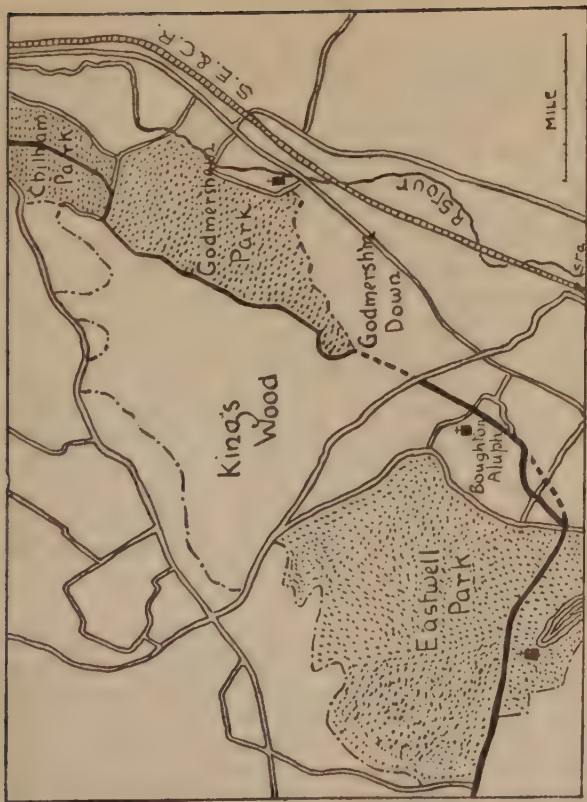 S.E.&C.R.
Chilham
Park
Godmersham
Park
R Stour
MILE
Godmersham
Down
King's
Wood
Boughton
Aluph
Eastwell
Park